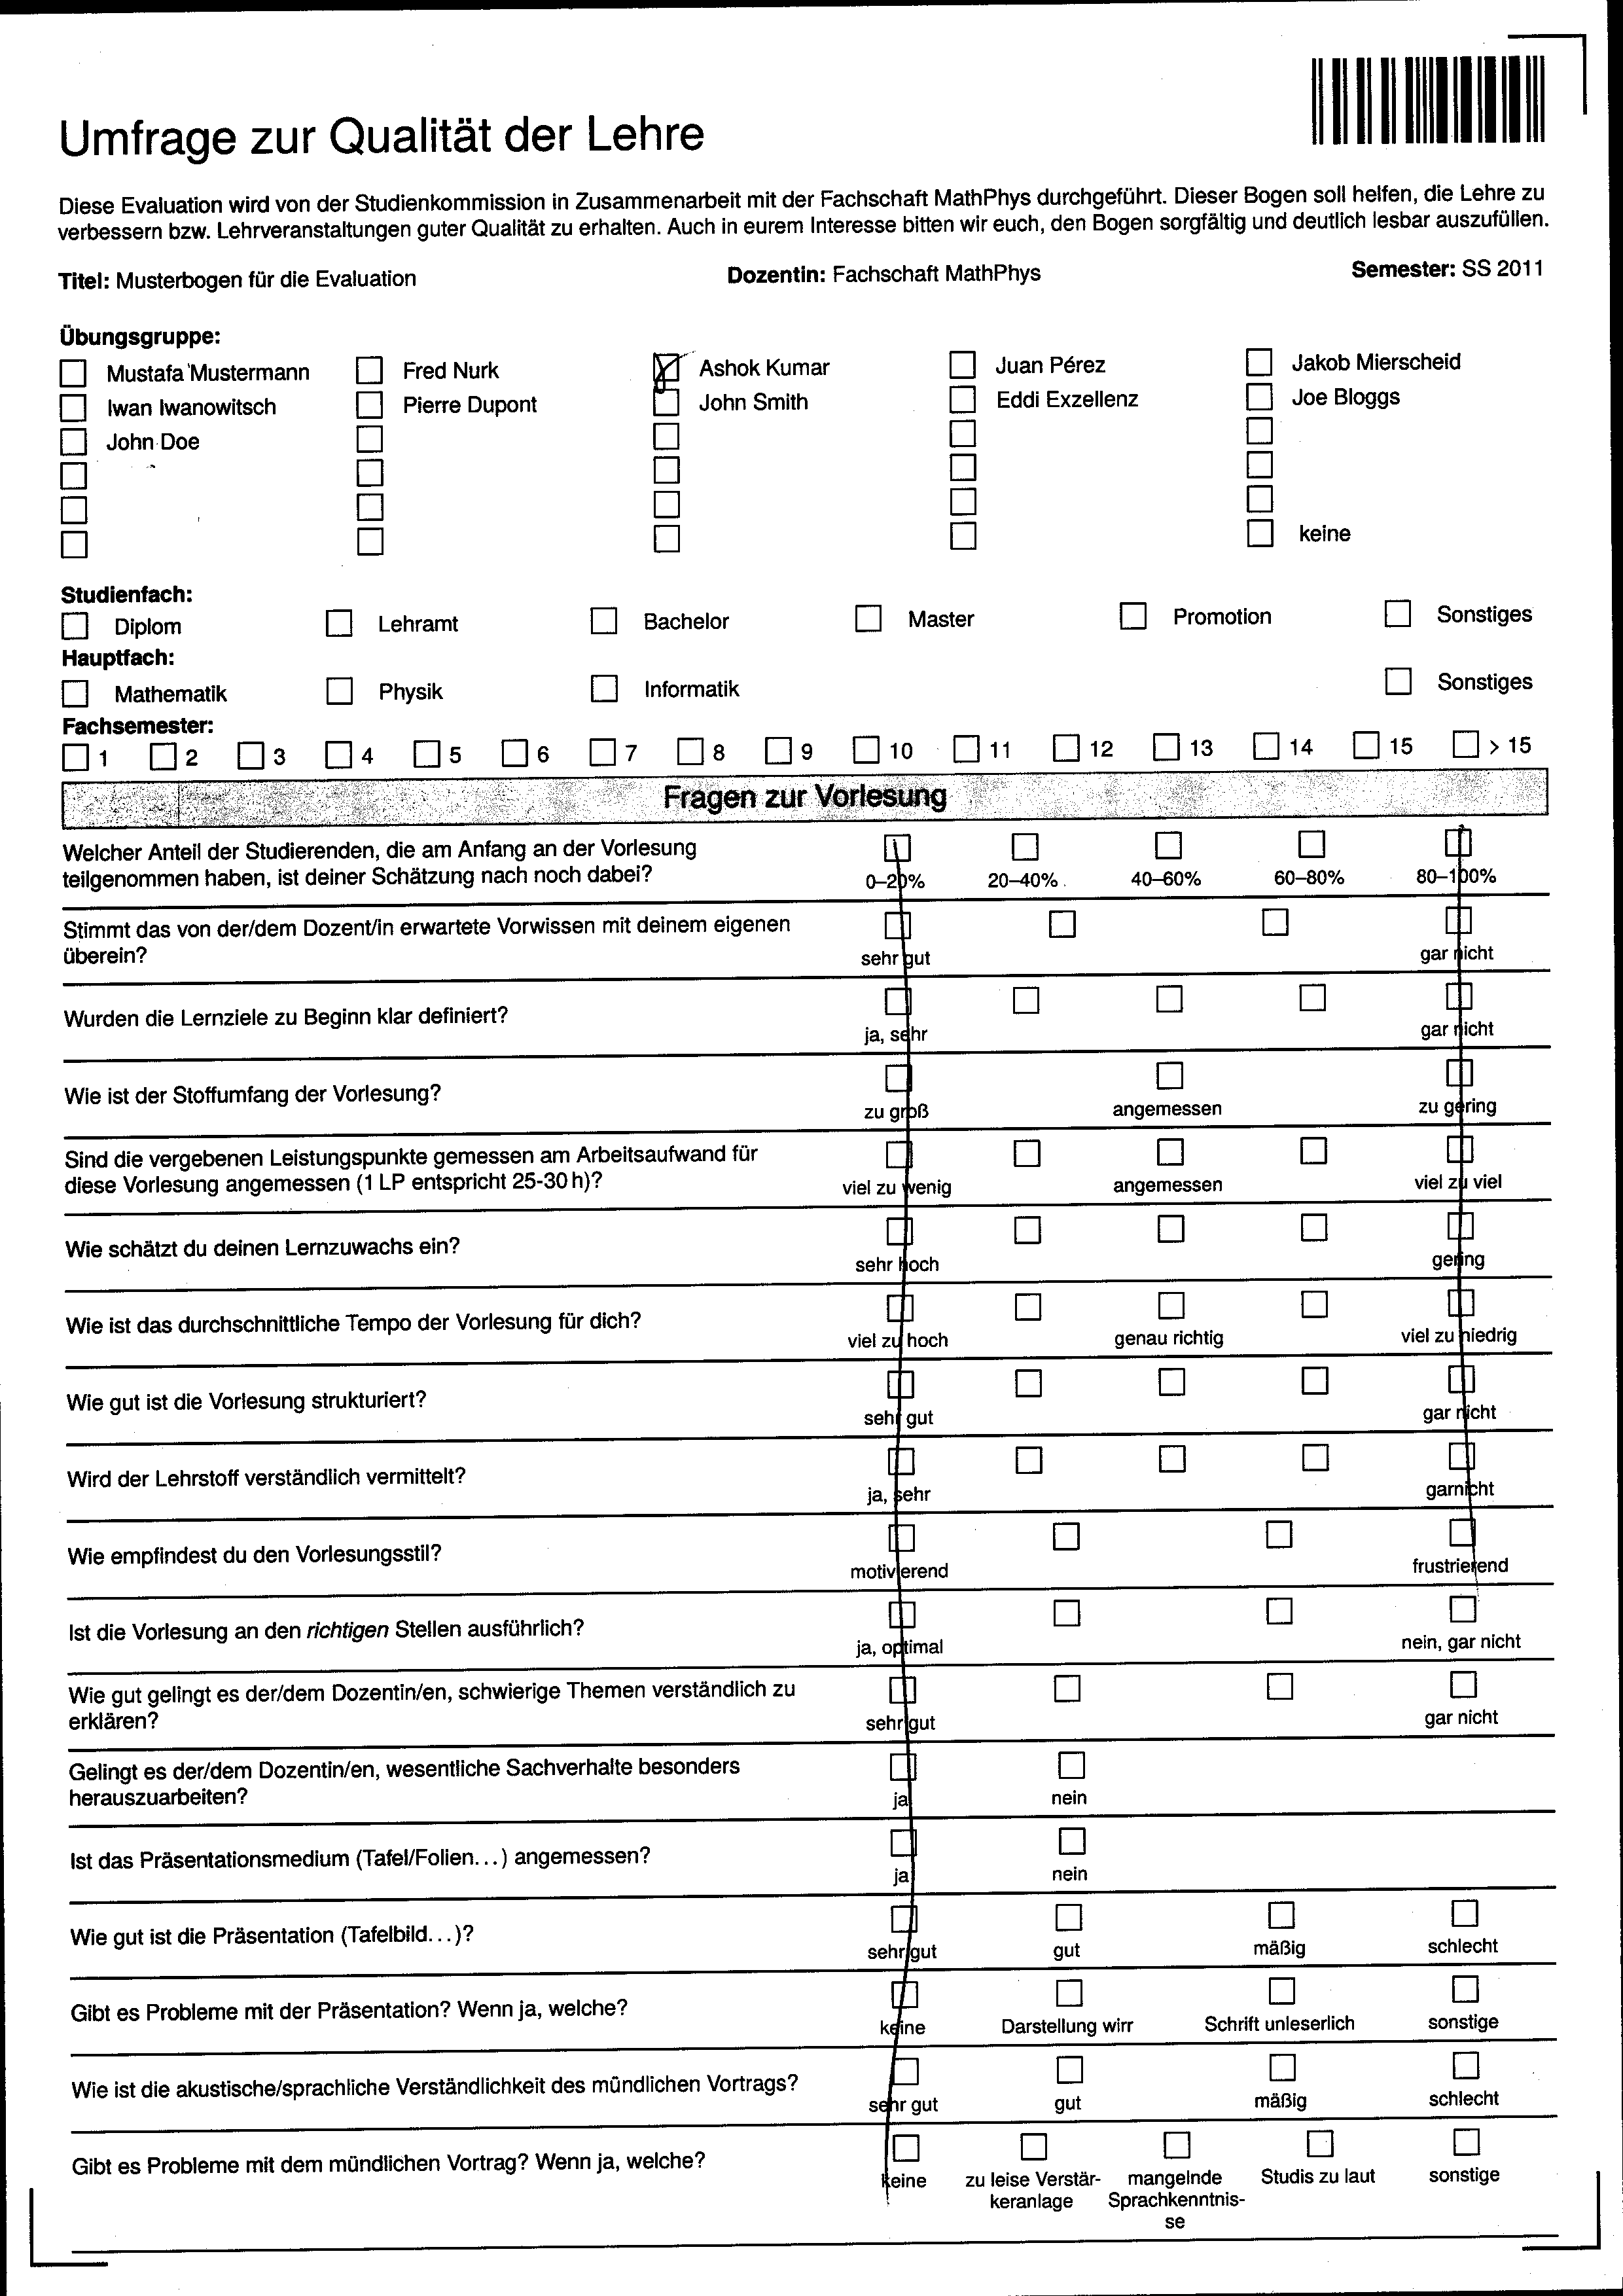 Umfrage zur Qualität der Lehre
Diese Evaluation wird von der Studienkommission in Zusammenarbeit mit der Fachschaft MathPhys durchgeführt. Dieser Bogen soll helfen, die Lehre zu
verbessern bzw. Lehrveranstaltungen guter Qualität zu erhalten. Auch in eurem Interesse bitten wir euch, den Bogen sorgfältig und deutlich lesbar auszufüllen.
Titel: Musterbogen für die Evaluation Dozentin: Fachschaft MathPhys Semester: SS 2011
Übungsgruppe:
Mustafa Mustermann Fred Nurk Ashok Kumar Juan Pérez Jakob Mierscheid
Iwan Iwanowitsch Pierre Dupont John Smith Eddi Exzellenz Joe Bloggs
John Doe
keine
Studienfach:
Diplom Lehramt Bachelor Master Promotion Sonstiges
Hauptfach:
Mathematik Physik Informatik Sonstiges
Fachsemester:
1 2 3 4 5 6 7 8 9 10 11 12 13 14 15 > 15
Fragen zur Vorlesung
Welcher Anteil der Studierenden, die am Anfang an der Vorlesung
teilgenommen haben, ist deiner Schätzung nach noch dabei?
0–20% 20–40% 40–60% 60–80% 80–100%
Stimmt das von der/dem Dozent/in erwartete Vorwissen mit deinem eigenen
überein?
sehr gut gar nicht
Wurden die Lernziele zu Beginn klar definiert?
ja, sehr gar nicht
Wie ist der Stoffumfang der Vorlesung?
zu groß angemessen zu gering
Sind die vergebenen Leistungspunkte gemessen am Arbeitsaufwand für
diese Vorlesung angemessen (1 LP entspricht 25-30 h)?
viel zu wenig angemessen viel zu viel
Wie schätzt du deinen Lernzuwachs ein?
sehr hoch gering
Wie ist das durchschnittliche Tempo der Vorlesung für dich?
viel zu hoch genau richtig viel zu niedrig
Wie gut ist die Vorlesung strukturiert?
sehr gut gar nicht
Wird der Lehrstoff verständlich vermittelt?
ja, sehr garnicht
Wie empfindest du den Vorlesungsstil?
motivierend frustrierend
Ist die Vorlesung an den richtigen Stellen ausführlich?
ja, optimal nein, gar nicht
Wie gut gelingt es der/dem Dozentin/en, schwierige Themen verständlich zu
erklären?
sehr gut gar nicht
Gelingt es der/dem Dozentin/en, wesentliche Sachverhalte besonders
herauszuarbeiten?
ja nein
Ist das Präsentationsmedium (Tafel/Folien...) angemessen?
ja nein
Wie gut ist die Präsentation (Tafelbild...)?
sehr gut gut mäßig schlecht
Gibt es Probleme mit der Präsentation? Wenn ja, welche?
keine Darstellung wirr Schrift unleserlich sonstige
Wie ist die akustische/sprachliche Verständlichkeit des mündlichen Vortrags?
sehr gut gut mäßig schlecht
Gibt es Probleme mit dem mündlichen Vortrag? Wenn ja, welche?
keine zu leise Verstär- mangelnde Studis zu laut sonstige
keranlage Sprachkenntnis-
se